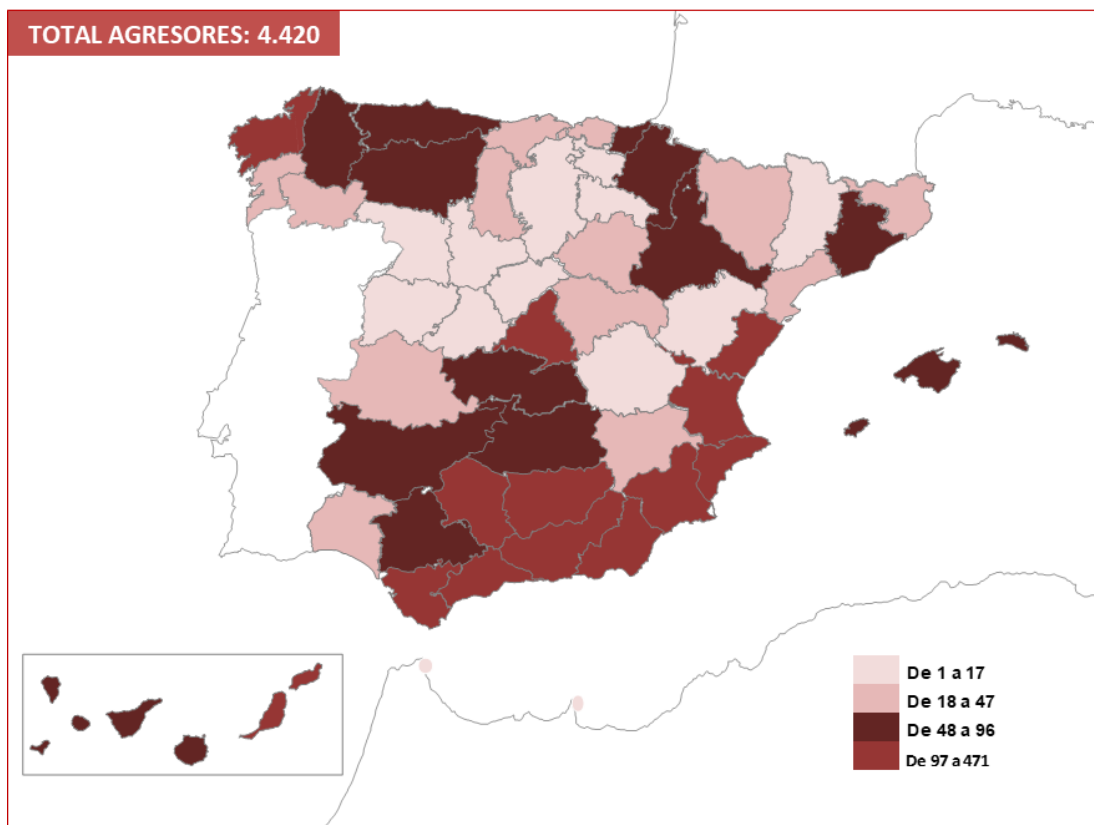 TOTAL AGRESORES: 4.420
De 1 a 17
De 18 a 47
De 48 a 96
De 97 a 471